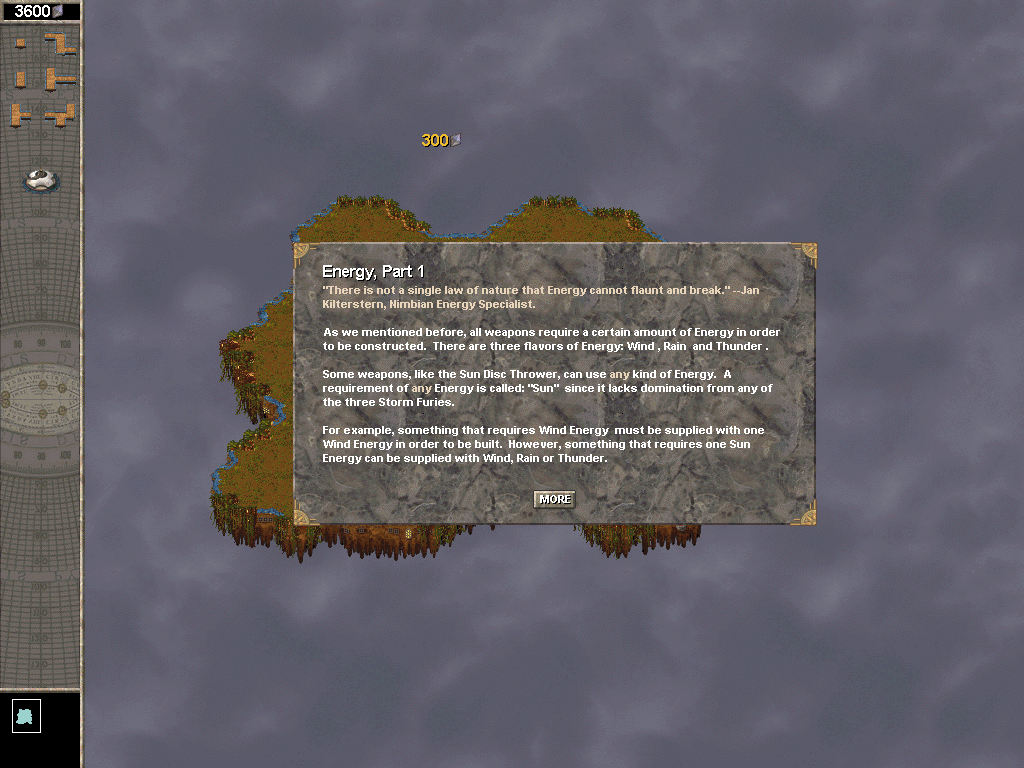 3600
300
Energy, Part 1
"There is not a single law of nature that Energy cannot flaunt and break." --Jan
Kilterstern, Nimbian Energy Specialist.
As we mentioned before, all weapons require a certain amount of Energy in order
to be constructed.  There are three flavors of Energy: Wind , Rain  and Thunder .
Some weapons, like the Sun Disc Thrower, can use any kind of Energy.  A
requirement of any Energy is called: "Sun"  since it lacks domination from any of
the three Storm Furies.
For example, something that requires Wind Energy  must be supplied with one
Wind Energy in order to be built.  However, something that requires one Sun
Energy can be supplied with Wind, Rain or Thunder.
MORE